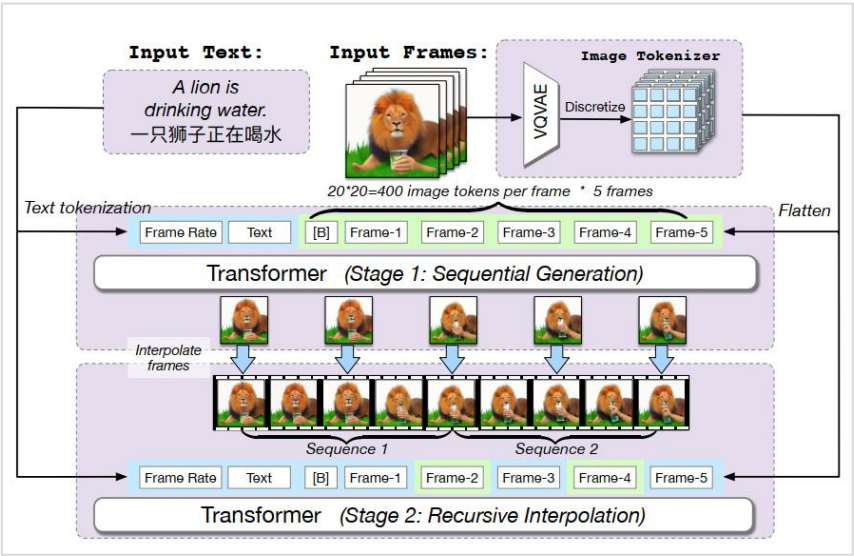 Input Text:
A lion is
drinking water.
一只狮子正在喝水
Input Frames:
Image Tokenizer
VQVAE
Discretize
20*20=400 image tokens per frame * 5 frames
Text tokenization
Flatten
Frame Rate Text [B] Frame-1 Frame-2 Frame-3 Frame-4 Frame-5
Transformer (Stage 1: Sequential Generation)
Interpolate
frames
Sequence 1 Sequence 2
Frame Rate Text [B] Frame-1 Frame-2 Frame-3 Frame-4 Frame-5
Transformer (Stage 2: Recursive Interpolation)